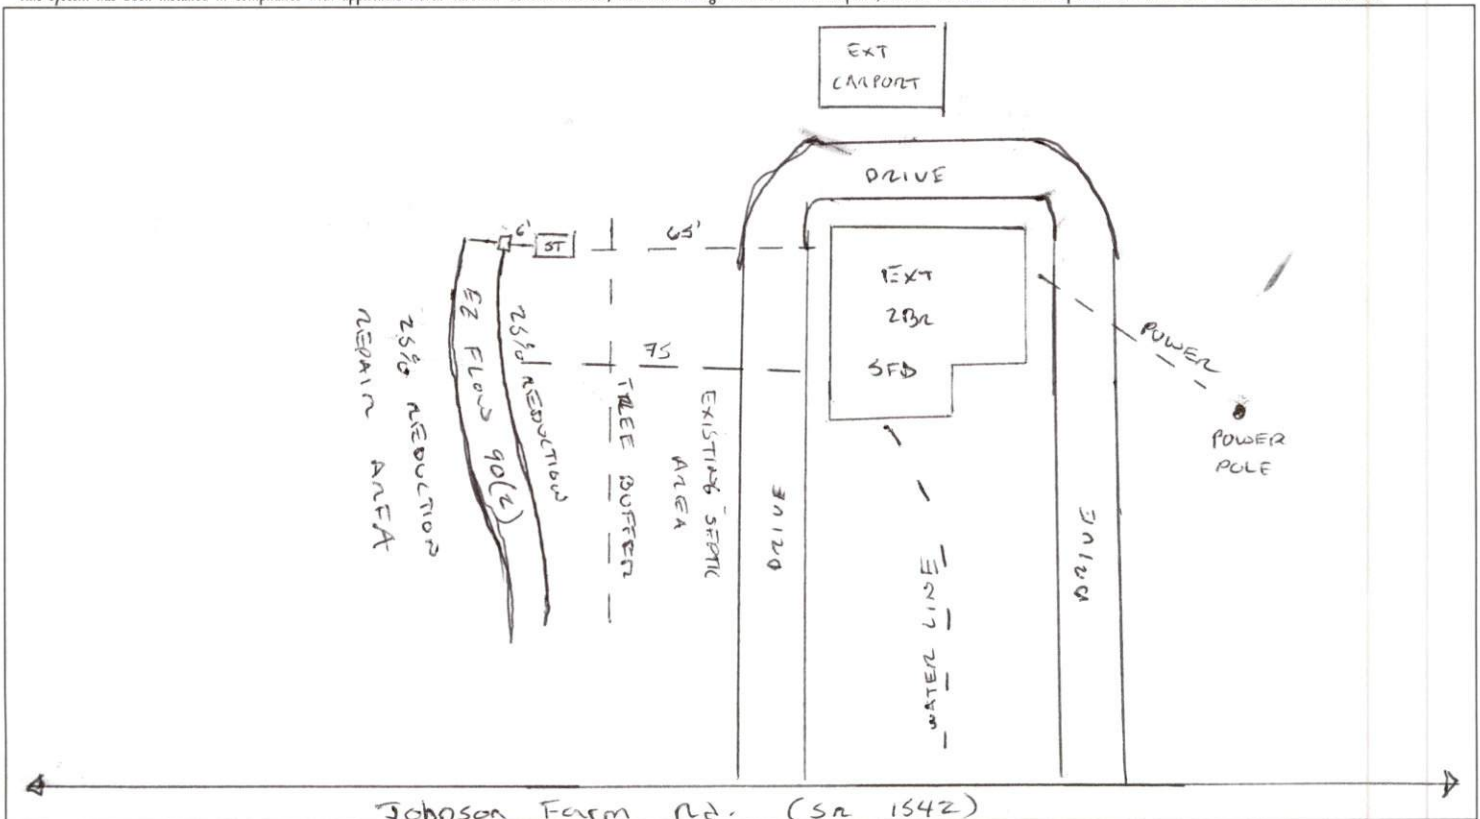 EXT
CARPORT
DRIVE
6'
ST
65'
EXT
2BR
SFD
75
POWER
POWER
POLE
EZ FLOW 90(2)
25% REDUCTION
25% REDUCTION
REPAIR AREA
TREE BUFFER
EXISTING SEPTIC
AREA
DRIVE
DRIVE
WATER LINE
Johnson Farm Rd. (SR 1542)